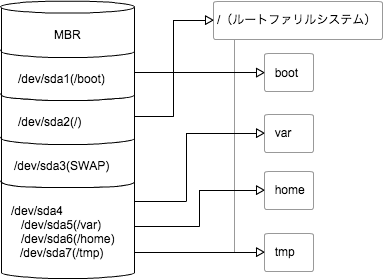 MBR
/dev/sda1(/boot)
/dev/sda2(/)
/dev/sda3(SWAP)
/dev/sda4
/dev/sda5(/var)
/dev/sda6(/home)
/dev/sda7(/tmp)
/（ルートファリルシステム）
boot
var
home
tmp